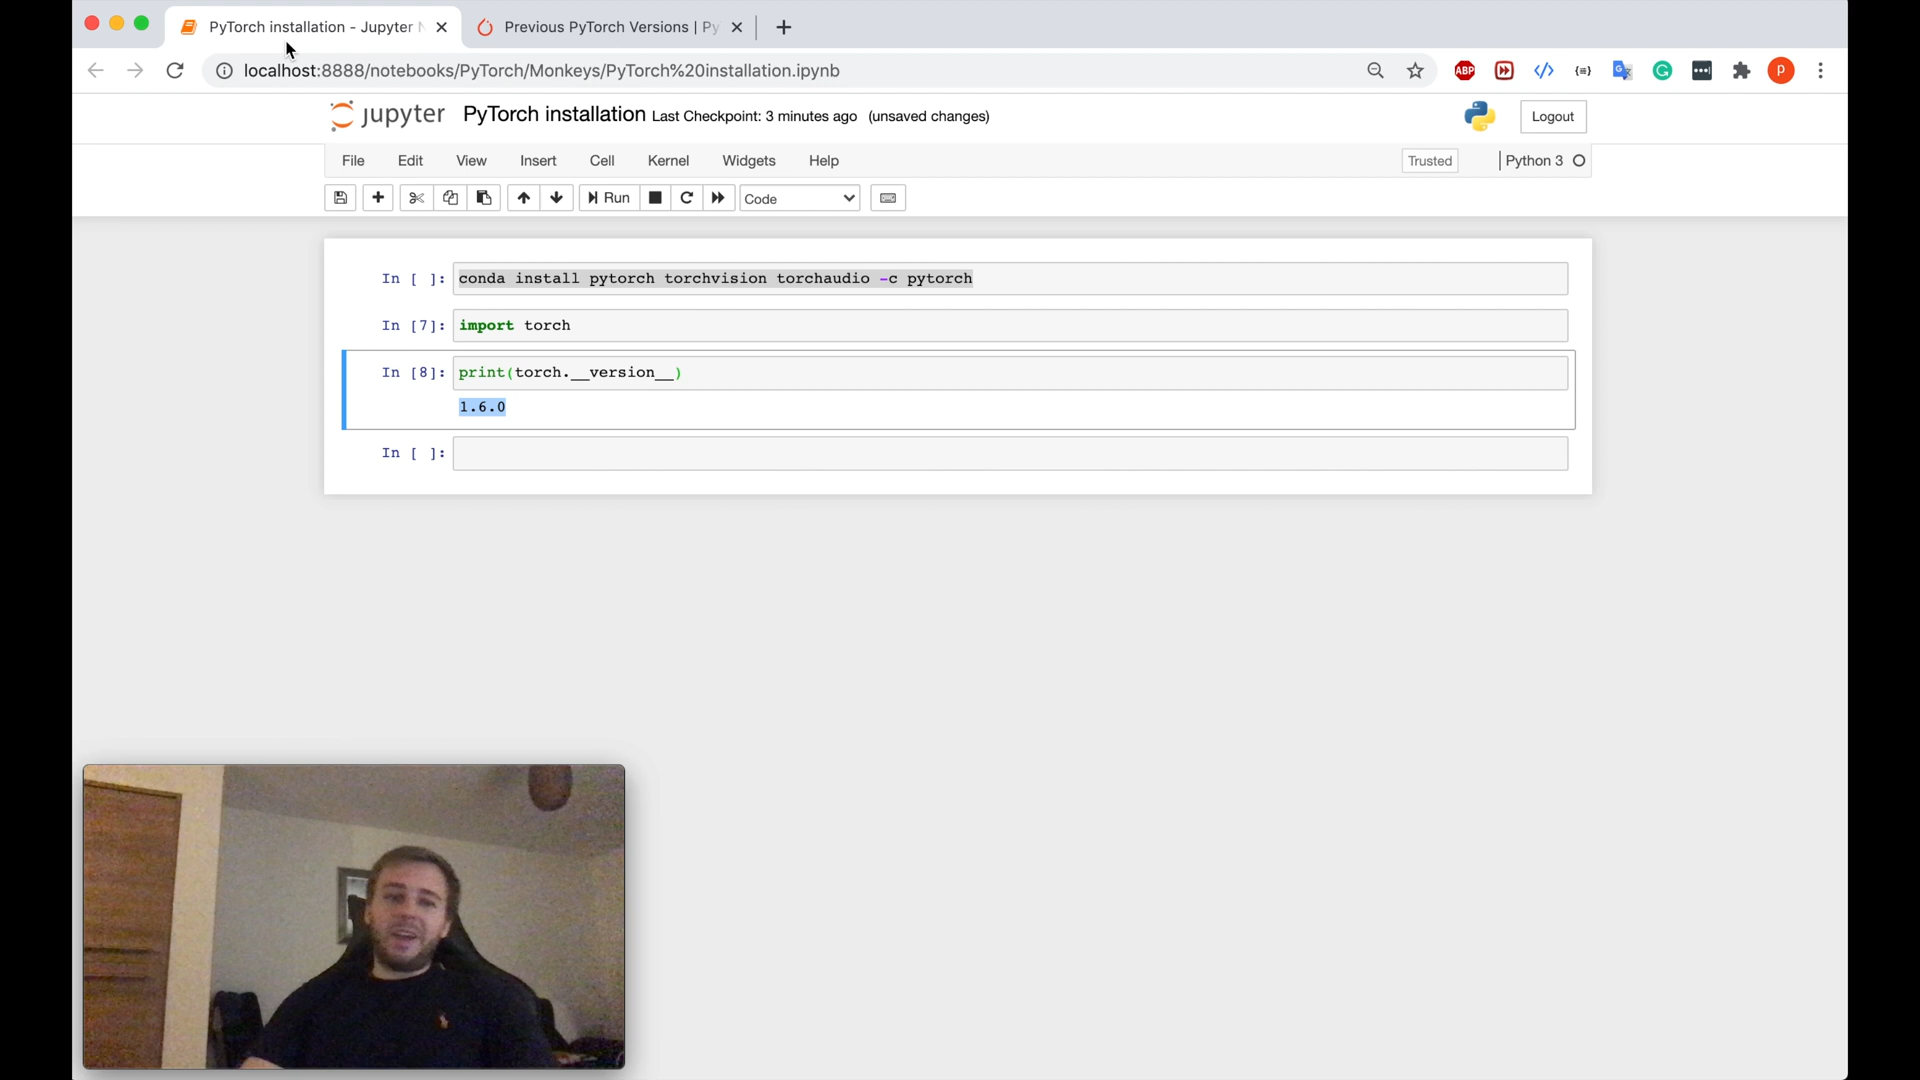 PyTorch installation - Jupyter N
Previous PyTorch Versions | Py
localhost:8888/notebooks/PyTorch/Monkeys/PyTorch%20installation.ipynb
ABP
P
jupyter PyTorch installation Last Checkpoint: 3 minutes ago (unsaved changes)
Logout
File Edit View Insert Cell Kernel Widgets Help
Trusted
Python 3
Run
Code
In [ ]: conda install pytorch torchvision torchaudio -c pytorch
In [7]: import torch
In [8]: print(torch.__version__)
1.6.0
In [ ]: